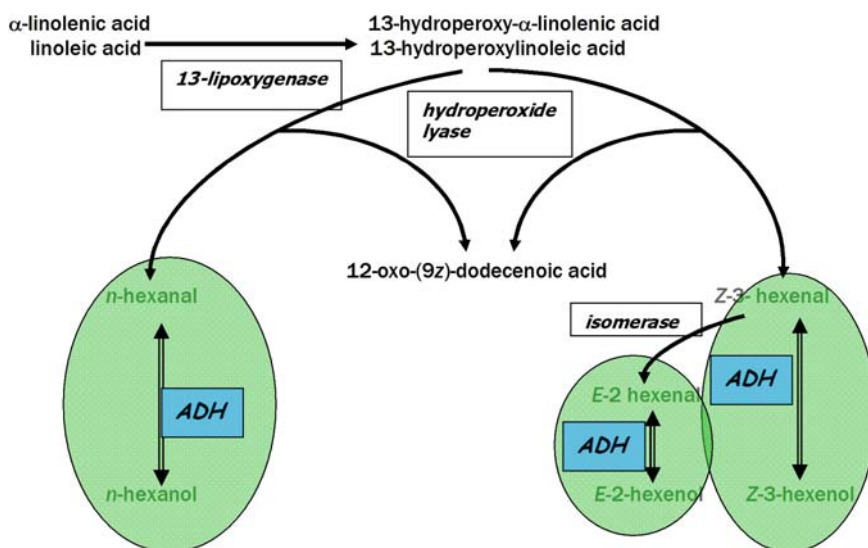 α-linolenic acid
linoleic acid
13-hydroperoxy-α-linolenic acid
13-hydroperoxylinoleic acid
13-lipoxygenase
hydroperoxide
lyase
12-oxo-(9z)-dodecenoic acid
n-hexanal
Z-3- hexenal
isomerase
ADH
E-2 hexenal
ADH
ADH
n-hexanol
E-2-hexenol
Z-3-hexenol